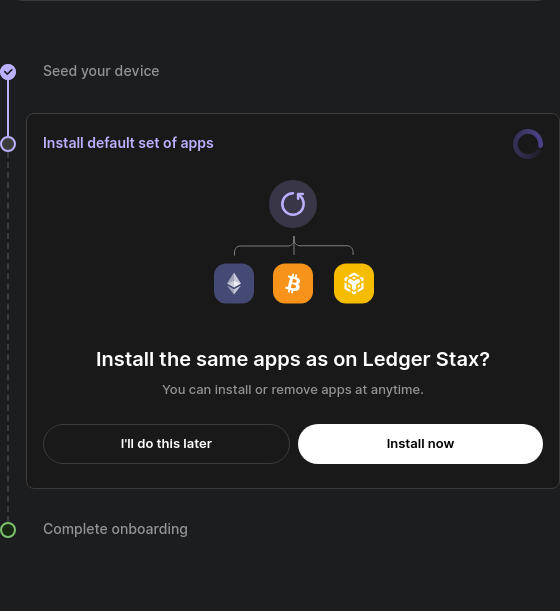 Seed your device
Install default set of apps
Install the same apps as on Ledger Stax?
You can install or remove apps at anytime.
I'll do this later
Install now
Complete onboarding